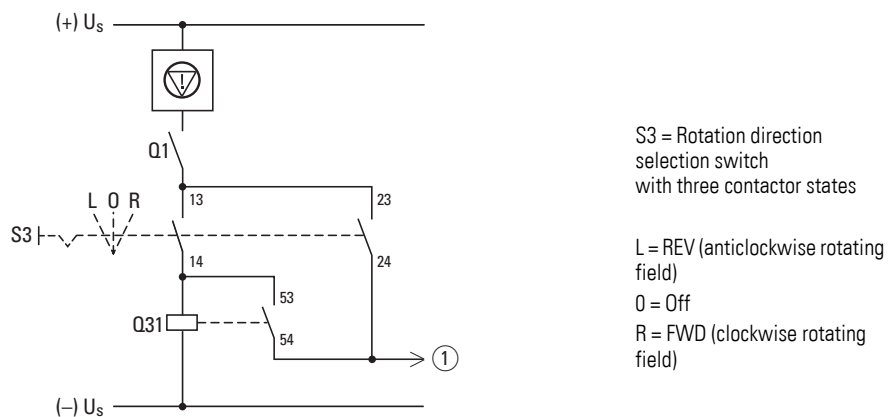 (+) Us
!
Q1
13
23
L 0 R
S3
14
24
53
Q31
54
1
(–) Us
S3 = Rotation direction
selection switch
with three contactor states
L = REV (anticlockwise rotating
field)
0 = Off
R = FWD (clockwise rotating
field)